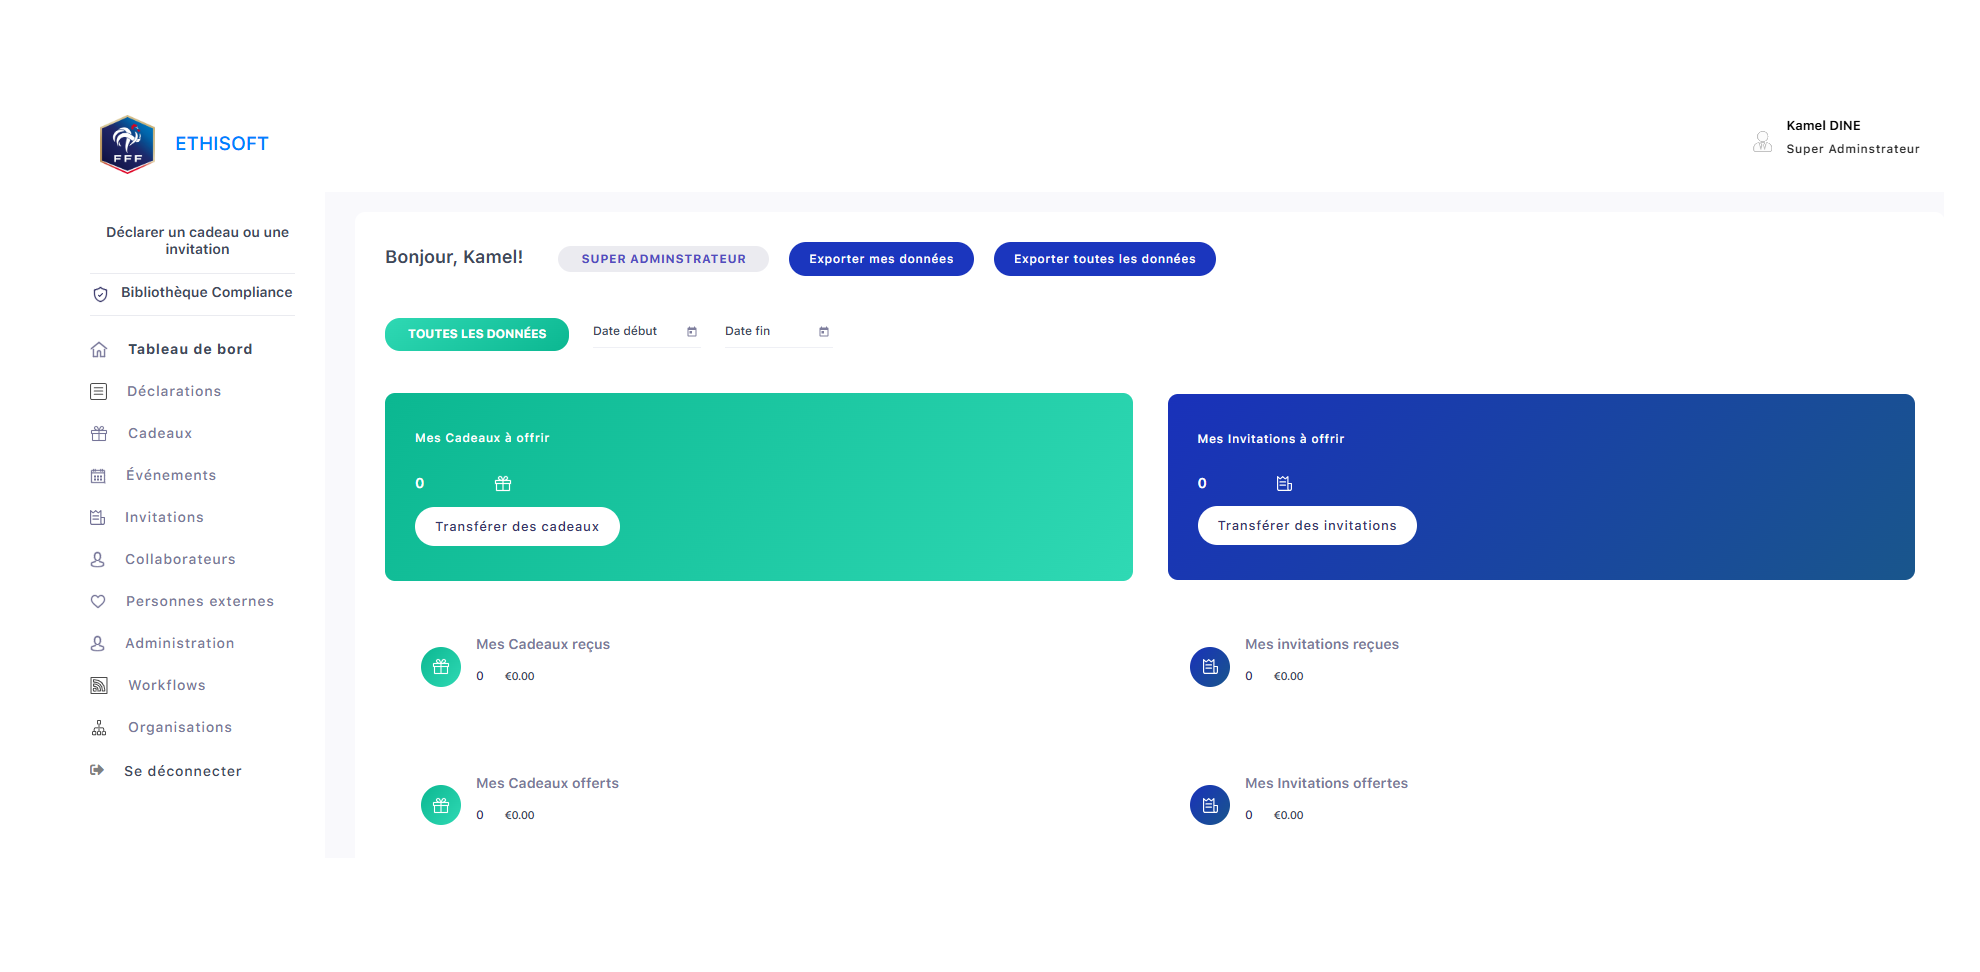 FFF
ETHISOFT
Kamel DINE
Super Adminstrateur
Déclarer un cadeau ou une
invitation
Bibliothèque Compliance
Tableau de bord
Déclarations
Cadeaux
Événements
Invitations
Collaborateurs
Personnes externes
Administration
Workflows
Organisations
Se déconnecter
Bonjour, Kamel!
SUPER ADMINSTRATEUR
Exporter mes données
Exporter toutes les données
TOUTES LES DONNÉES
Date début
Date fin
Mes Cadeaux à offrir
0
Transférer des cadeaux
Mes Invitations à offrir
0
Transférer des invitations
Mes Cadeaux reçus
0 €0.00
Mes invitations reçues
0 €0.00
Mes Cadeaux offerts
0 €0.00
Mes Invitations offertes
0 €0.00